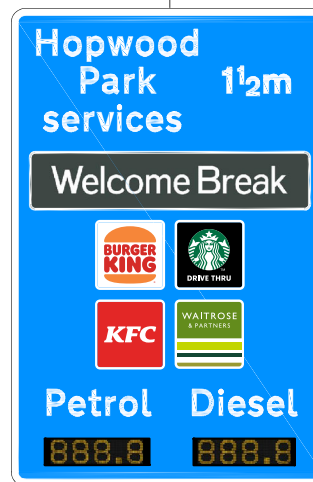 Hopwood
Park 1½m
services
Welcome Break
BURGER
KING
DRIVE THRU
KFC
WAITROSE
& PARTNERS
Petrol Diesel
888.8 888.8